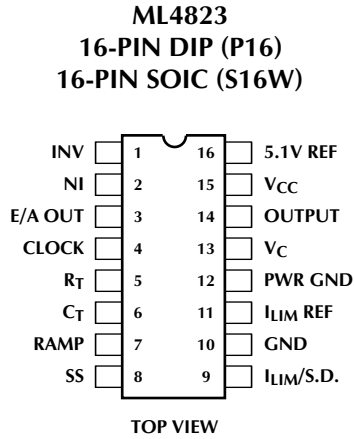 ML4823
16-PIN DIP (P16)
16-PIN SOIC (S16W)
INV 1 16 5.1V REF
NI 2 15 VCC
E/A OUT 3 14 OUTPUT
CLOCK 4 13 VC
RT 5 12 PWR GND
CT 6 11 ILIM REF
RAMP 7 10 GND
SS 8 9 ILIM/S.D.
TOP VIEW